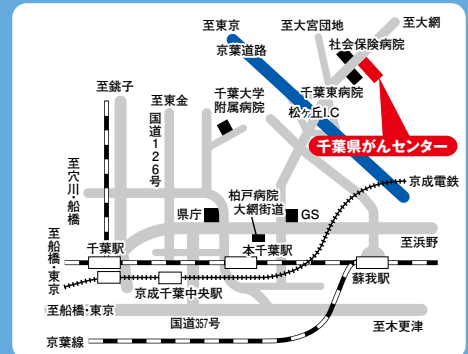 至東京
至大宮団地
至大網
京葉道路
社会保険病院
至銚子
至東金
千葉大学
附属病院
千葉東病院
松ヶ丘I.C
国道126号
千葉県がんセンター
至穴川・船橋
京成電鉄
柏戸病院
大網街道
県庁
GS
至船橋・東京
千葉駅
本千葉駅
至浜野
蘇我駅
京成千葉中央駅
至船橋・東京
国道357号
至木更津
京葉線